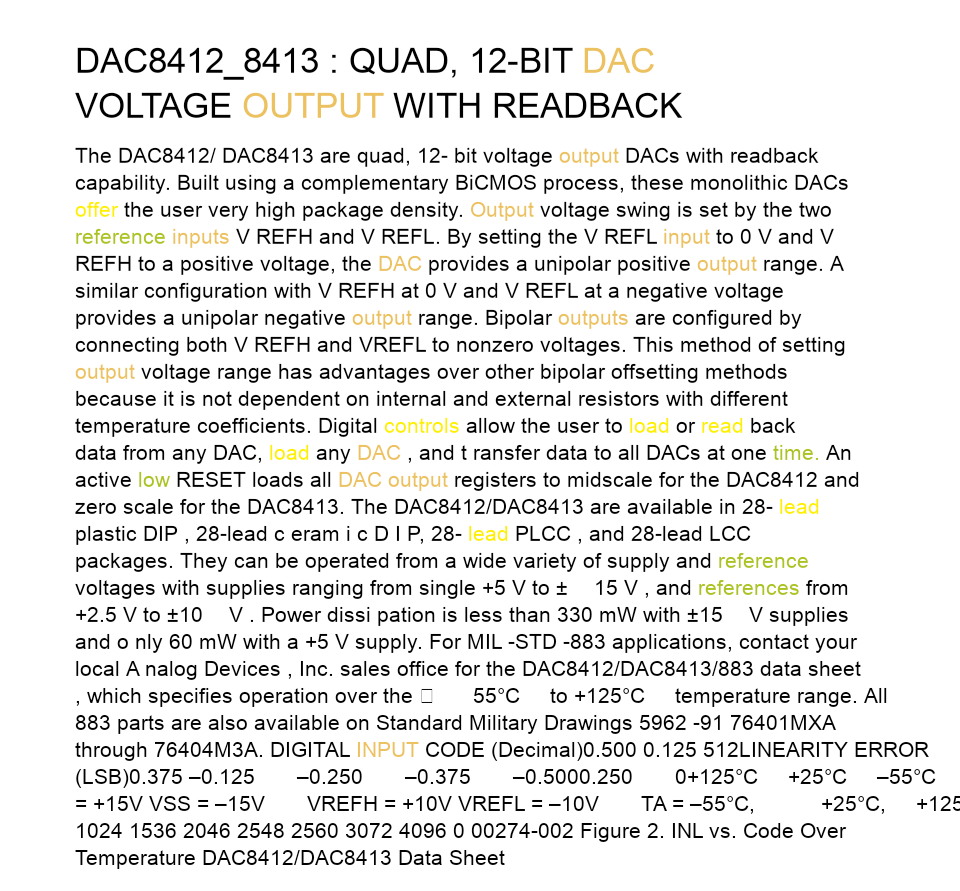 DAC8412_8413 : QUAD, 12-BIT DAC
VOLTAGE OUTPUT WITH READBACK
The DAC8412/ DAC8413 are quad, 12- bit voltage output DACs with readback
capability. Built using a complementary BiCMOS process, these monolithic DACs
offer the user very high package density. Output voltage swing is set by the two
reference inputs V REFH and V REFL. By setting the V REFL input to 0 V and V
REFH to a positive voltage, the DAC provides a unipolar positive output range. A
similar configuration with V REFH at 0 V and V REFL at a negative voltage
provides a unipolar negative output range. Bipolar outputs are configured by
connecting both V REFH and VREFL to nonzero voltages. This method of setting
output voltage range has advantages over other bipolar offsetting methods
because it is not dependent on internal and external resistors with different
temperature coefficients. Digital controls allow the user to load or read back
data from any DAC, load any DAC , and t ransfer data to all DACs at one time. An
active low RESET loads all DAC output registers to midscale for the DAC8412 and
zero scale for the DAC8413. The DAC8412/DAC8413 are available in 28- lead
plastic DIP , 28-lead c eram i c D I P, 28- lead PLCC , and 28-lead LCC
packages. They can be operated from a wide variety of supply and reference
voltages with supplies ranging from single +5 V to ± 15 V , and references from
+2.5 V to ±10 V . Power dissi pation is less than 330 mW with ±15 V supplies
and o nly 60 mW with a +5 V supply. For MIL -STD -883 applications, contact your
local A nalog Devices , Inc. sales office for the DAC8412/DAC8413/883 data sheet
, which specifies operation over the 55°C to +125°C temperature range. All
883 parts are also available on Standard Military Drawings 5962 -91 76401MXA
through 76404M3A. DIGITAL INPUT CODE (Decimal)0.500 0.125 512LINEARITY ERROR
(LSB)0.375 –0.125 –0.250 –0.375 –0.5000.250 0+125°C +25°C –55°C
= +15V VSS = –15V VREFH = +10V VREFL = –10V TA = –55°C, +25°C, +125
1024 1536 2046 2548 2560 3072 4096 0 00274-002 Figure 2. INL vs. Code Over
Temperature DAC8412/DAC8413 Data Sheet